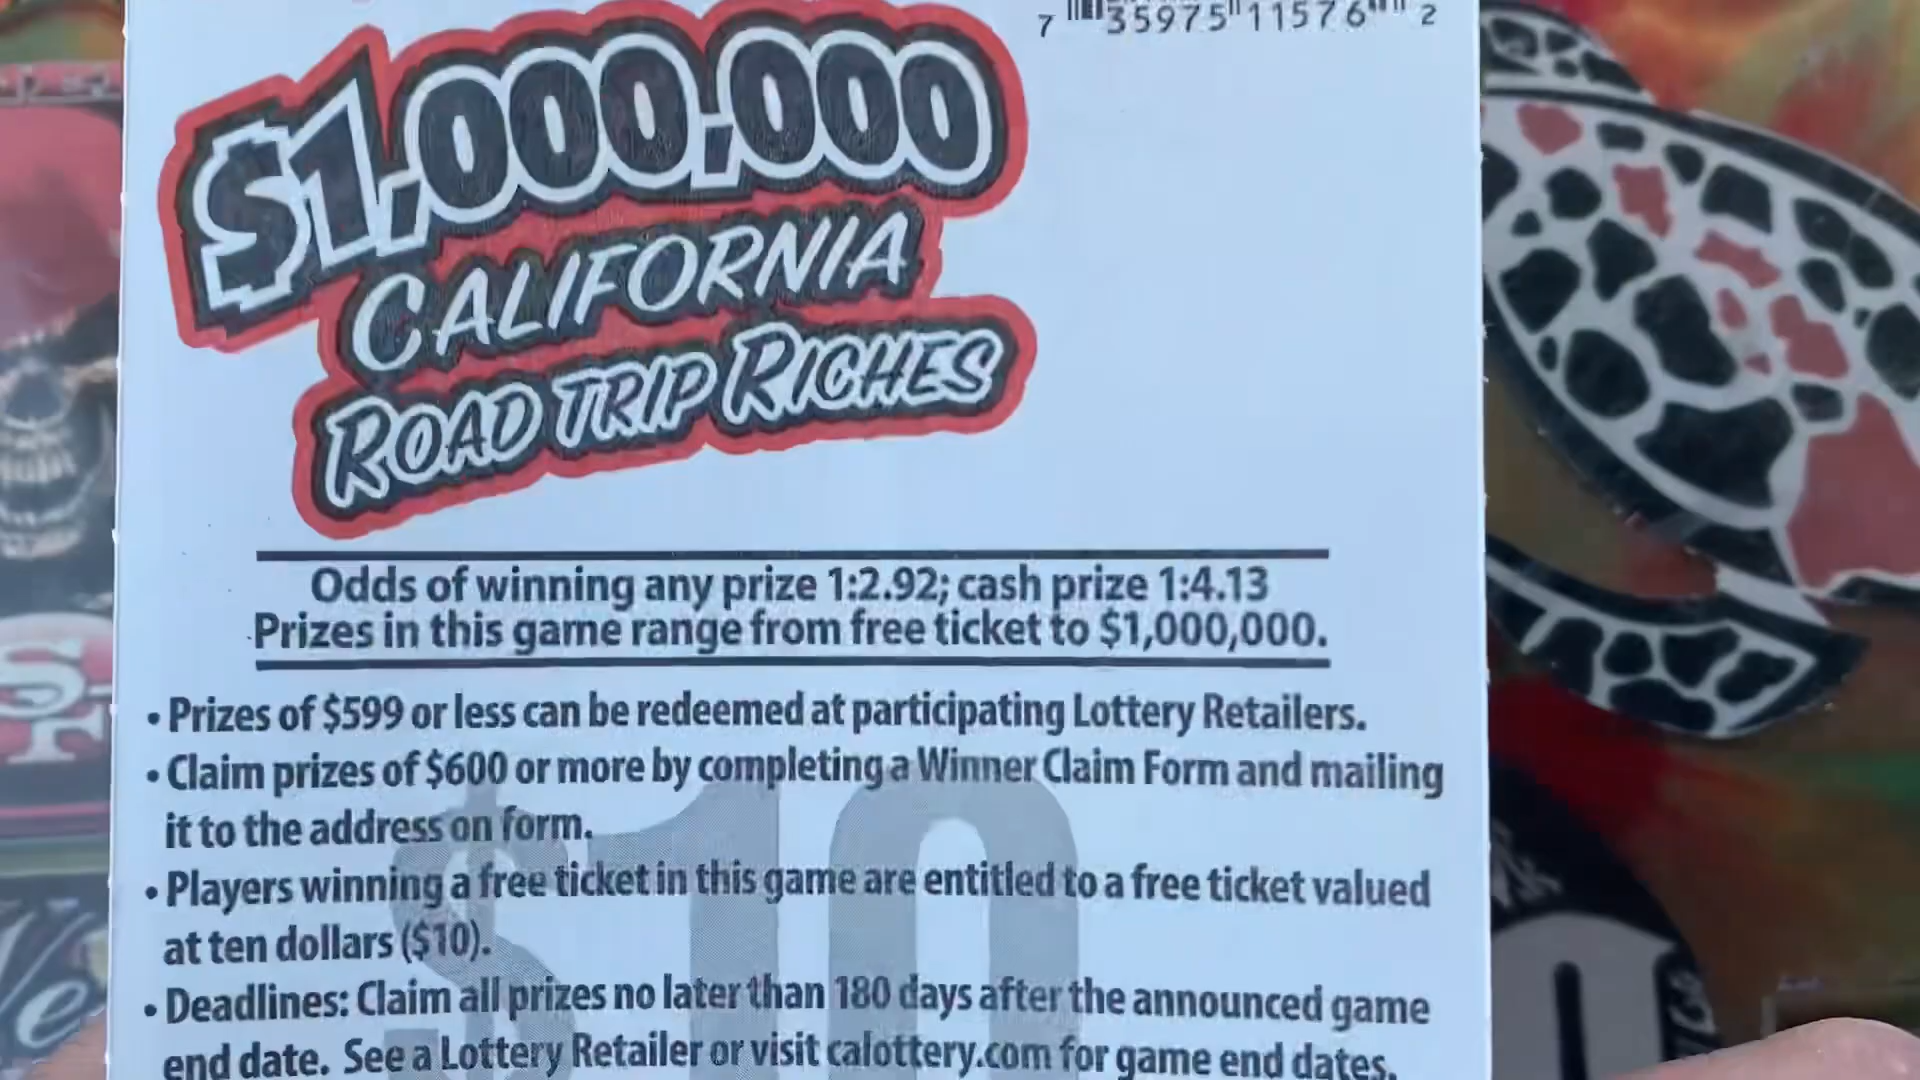 7 35975 11576 2
$1,000,000
CALIFORNIA
ROAD TRIP RICHES
Odds of winning any prize 1:2.92; cash prize 1:4.13
Prizes in this game range from free ticket to $1,000,000.
• Prizes of $599 or less can be redeemed at participating Lottery Retailers.
• Claim prizes of $600 or more by completing a Winner Claim Form and mailing
it to the address on form.
• Players winning a free ticket in this game are entitled to a free ticket valued
at ten dollars ($10).
• Deadlines: Claim all prizes no later than 180 days after the announced game
end date. See a Lottery Retailer or visit calottery.com for game end dates.
$10
SF